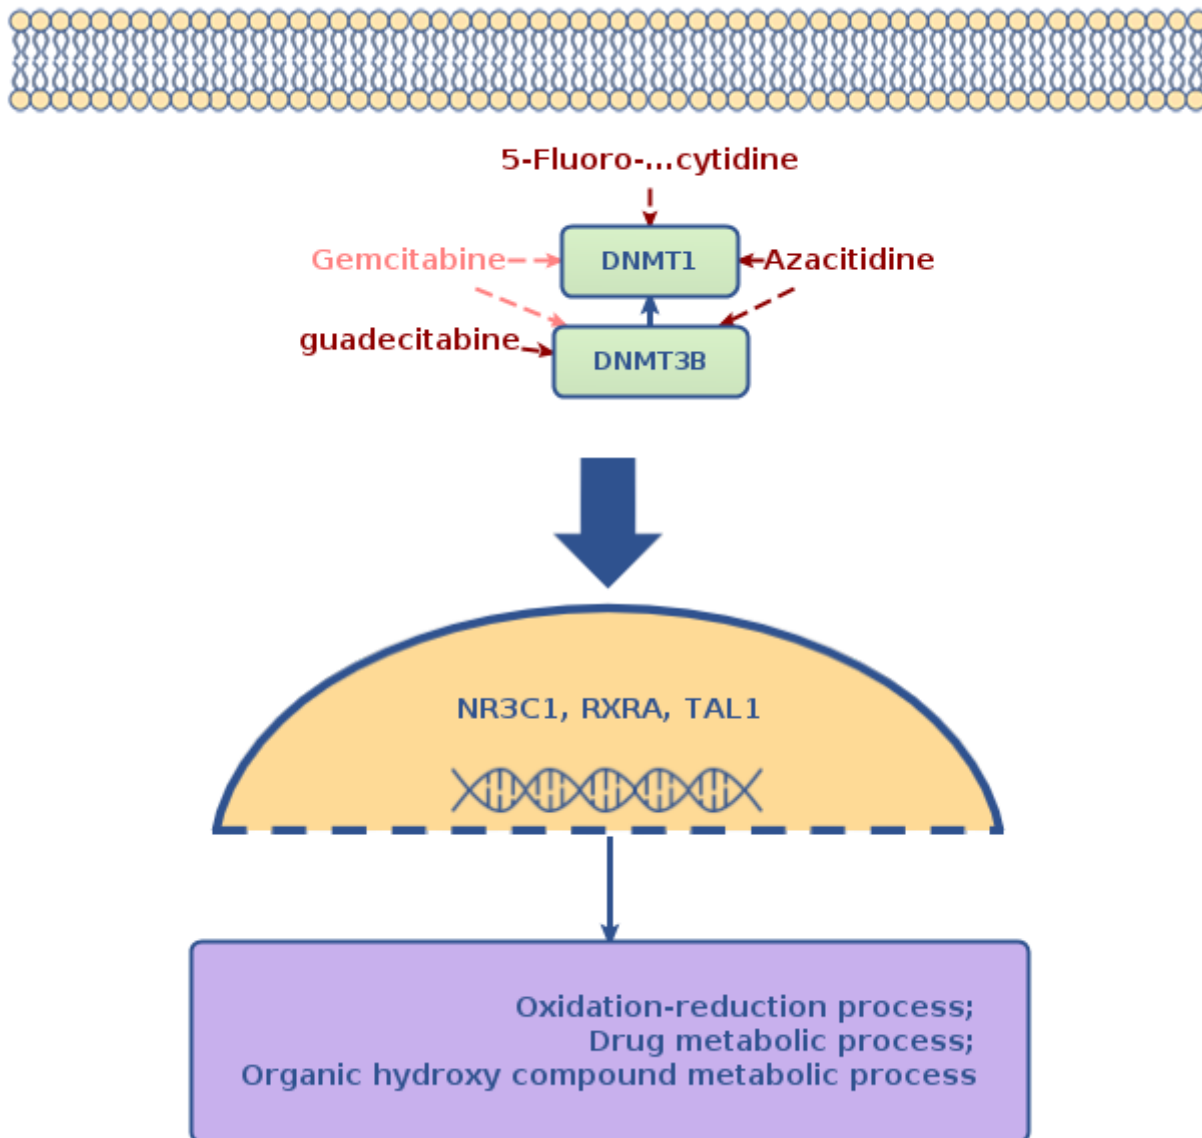 5-Fluoro-...cytidine
Gemcitabine
DNMT1
Azacitidine
guadecitabine
DNMT3B
NR3C1, RXRA, TAL1
Oxidation-reduction process;
Drug metabolic process;
Organic hydroxy compound metabolic process